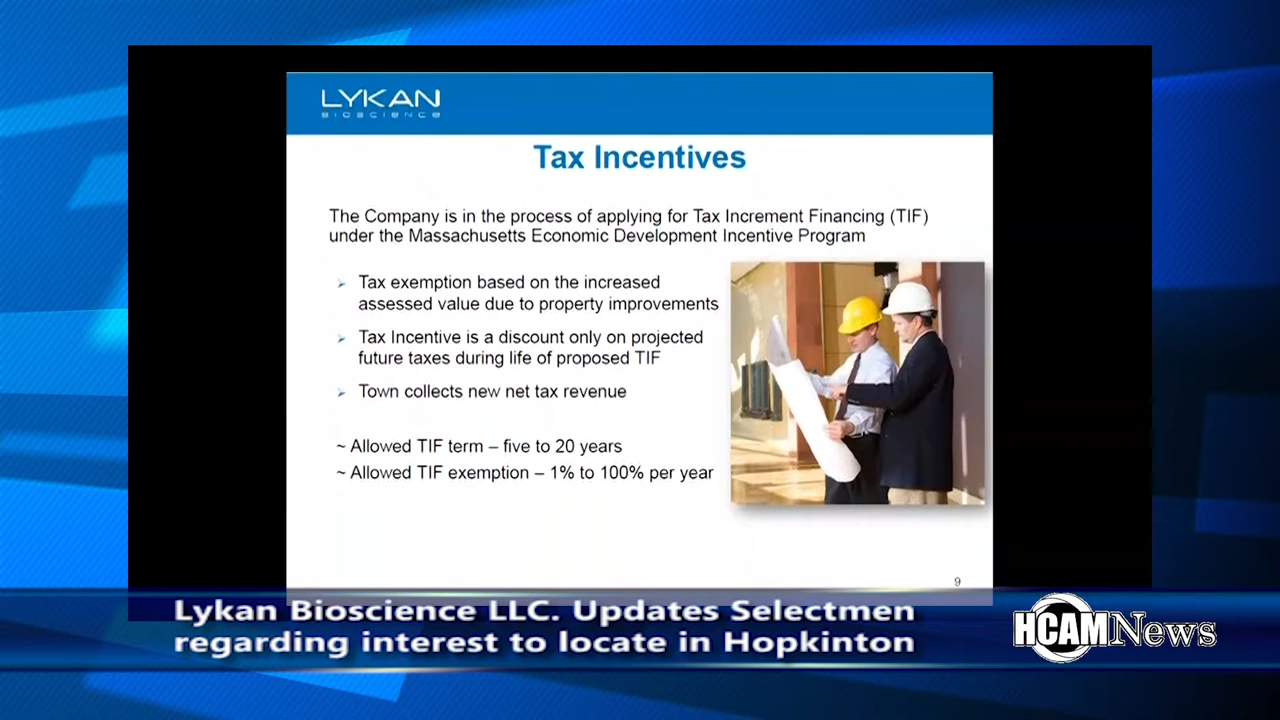 LYKAN
BIOSCIENCE
Tax Incentives
The Company is in the process of applying for Tax Increment Financing (TIF)
under the Massachusetts Economic Development Incentive Program
➢ Tax exemption based on the increased
assessed value due to property improvements
➢ Tax Incentive is a discount only on projected
future taxes during life of proposed TIF
➢ Town collects new net tax revenue
~ Allowed TIF term – five to 20 years
~ Allowed TIF exemption – 1% to 100% per year
9
Lykan Bioscience LLC. Updates Selectmen
regarding interest to locate in Hopkinton
HCAMNews